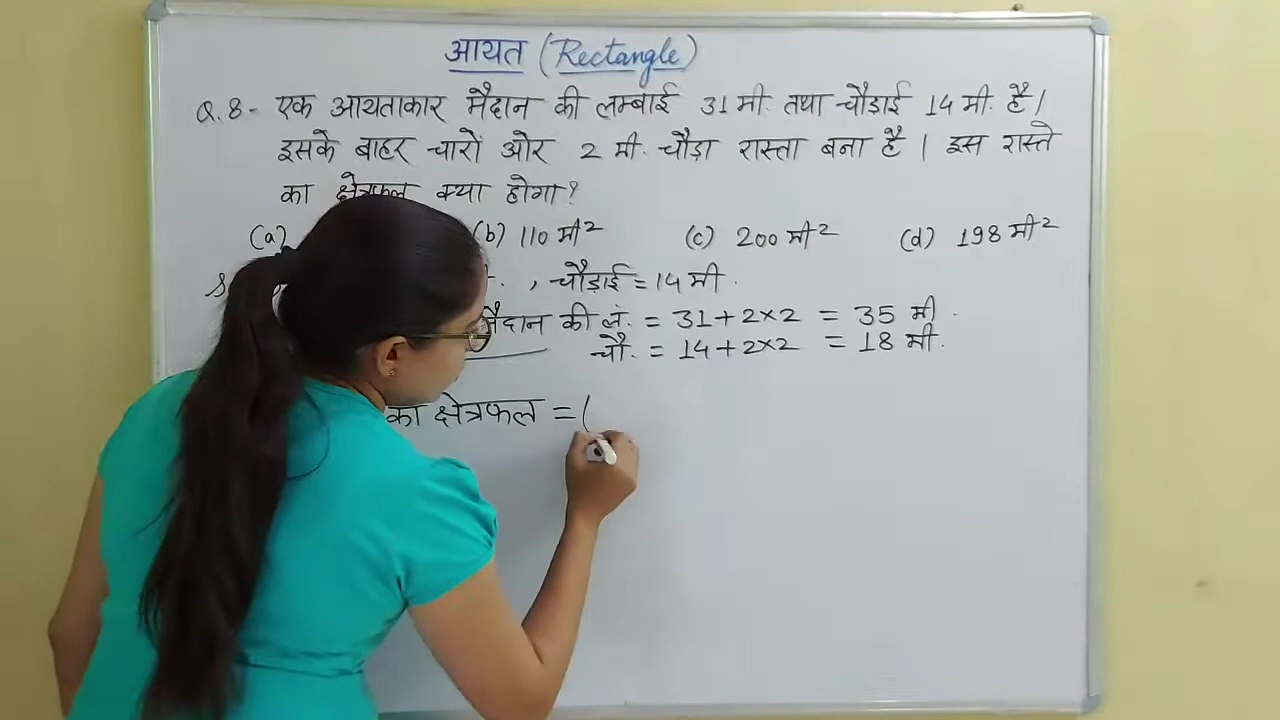 आयत (Rectangle)
Q.8- एक आयताकार मैदान की लम्बाई 31 मी. तथा चौड़ाई 14 मी. है।
इसके बाहर चारों ओर 2 मी. चौड़ा रास्ता बना है। इस रास्ते
का क्षेत्रफल क्या होगा?
(a) (b) 110 मी² (c) 200 मी² (d) 198 मी²
, चौड़ाई = 14 मी.
मैदान की लं. = 31+2×2 = 35 मी.
चौ. = 14+2×2 = 18 मी.
का क्षेत्रफल = (